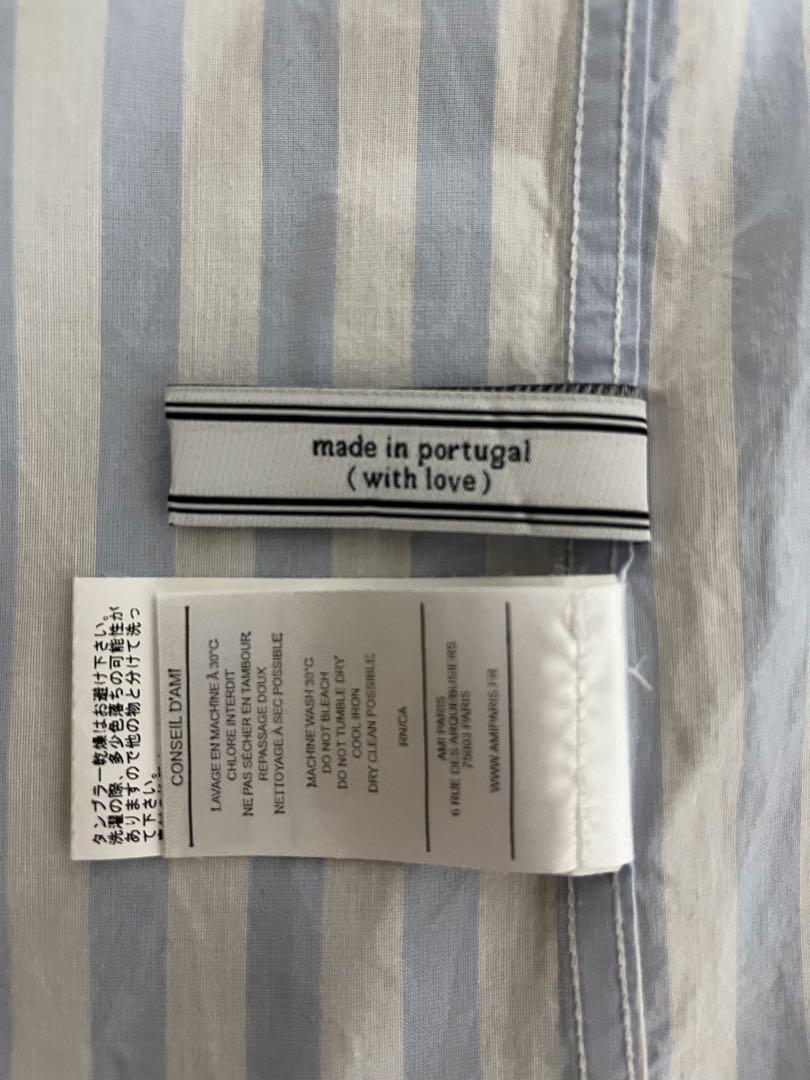 made in portugal
( with love )
タンブラー乾燥はお避け下さい。
洗濯の際、多少色落ちの可能性が
ありますので他の物と分けて洗っ
て下さい。
CONSEIL D'AMI
LAVAGE EN MACHINE À 30°C
CHLORE INTERDIT
NE PAS SÉCHER EN TAMBOUR
REPASSAGE DOUX
NETTOYAGE À SEC POSSIBLE
MACHINE WASH 30°C
DO NOT BLEACH
DO NOT TUMBLE DRY
COOL IRON
DRY CLEAN POSSIBLE
RN/CA
AMI PARIS
6 RUE DES ARQUEBUSIERS
75003 PARIS
WWW.AMIPARIS.FR